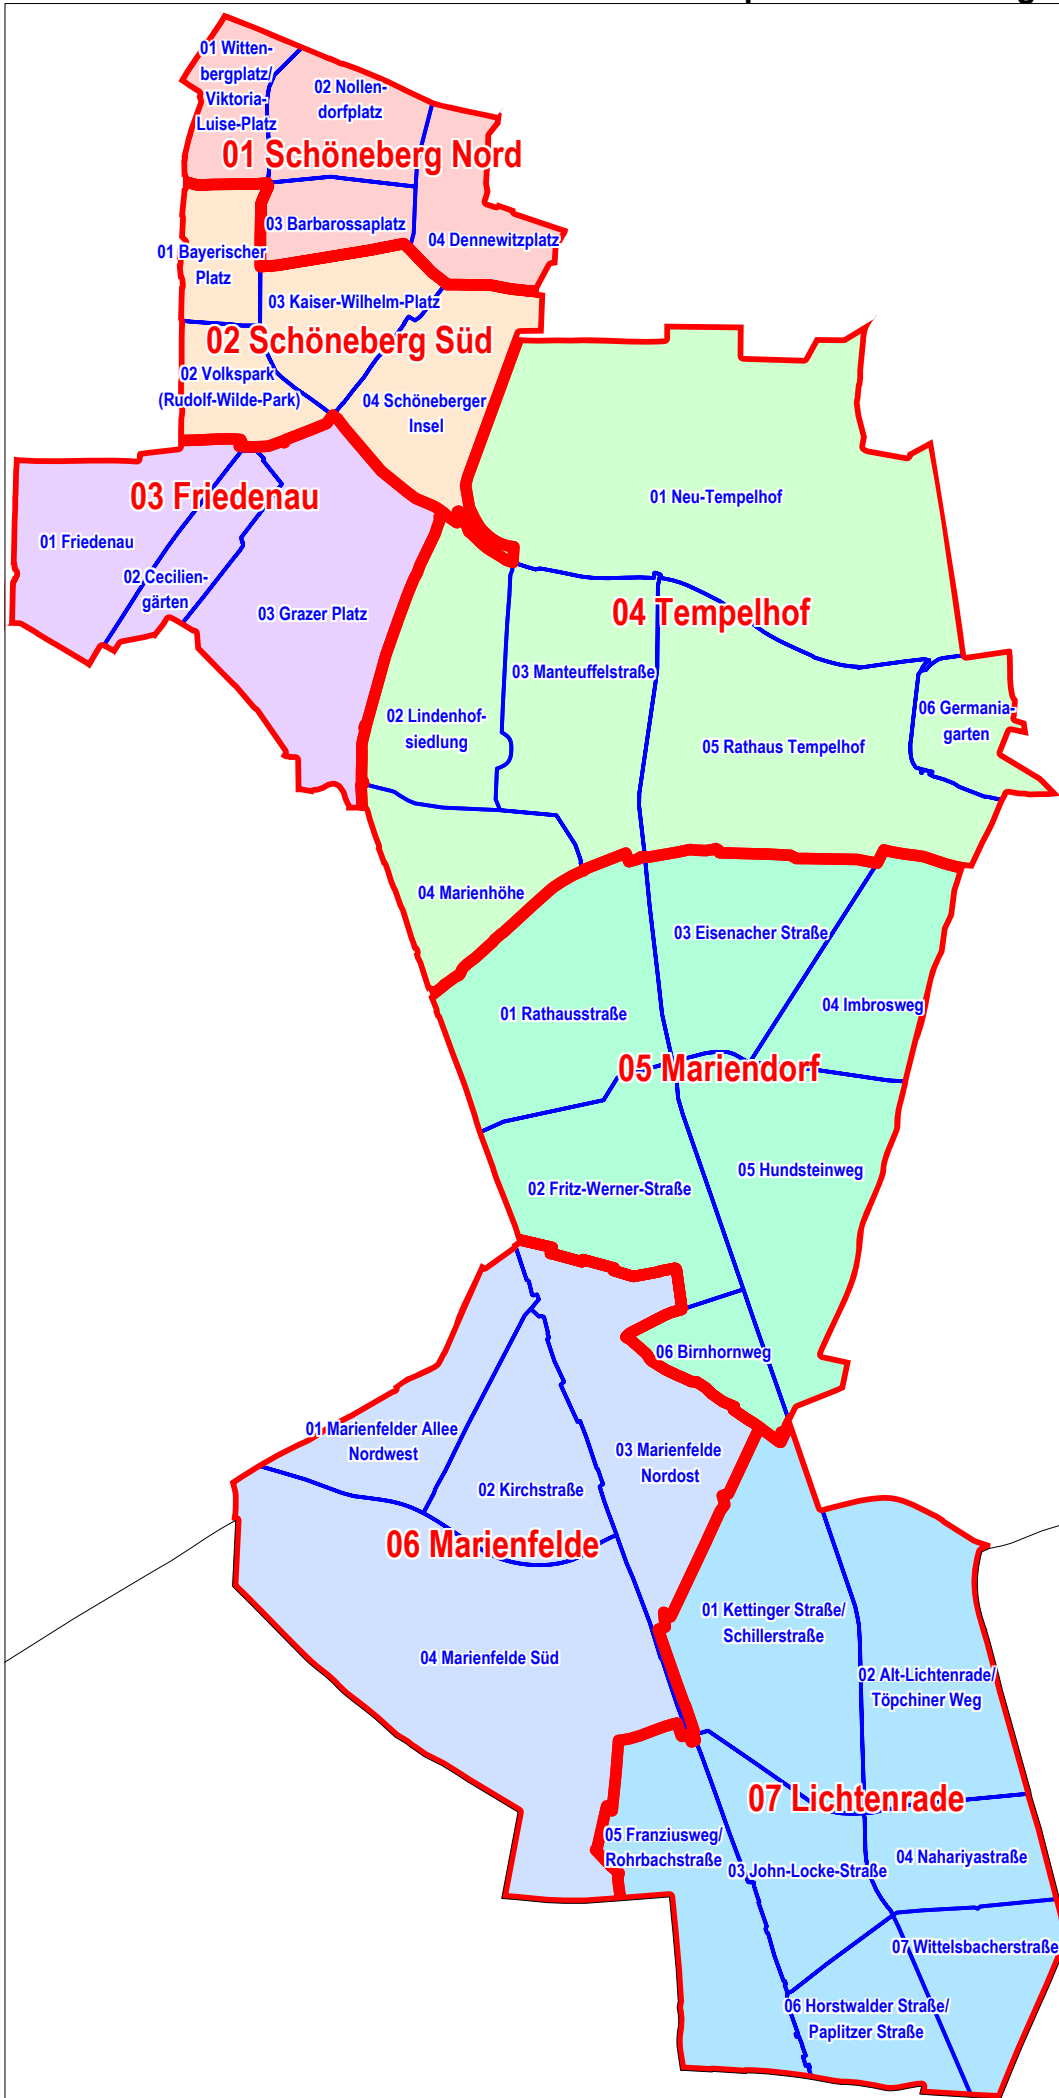 01 Witten-
bergplatz/
Viktoria-
Luise-Platz
02 Nollen-
dorfplatz
01 Schöneberg Nord
03 Barbarossaplatz
04 Dennewitzplatz
01 Bayerischer
Platz
03 Kaiser-Wilhelm-Platz
02 Schöneberg Süd
02 Volkspark
(Rudolf-Wilde-Park)
04 Schöneberger
Insel
03 Friedenau
01 Friedenau
02 Cecilien-
gärten
03 Grazer Platz
01 Neu-Tempelhof
04 Tempelhof
03 Manteuffelstraße
02 Lindenhof-
siedlung
05 Rathaus Tempelhof
06 Germania-
garten
04 Marienhöhe
03 Eisenacher Straße
04 Imbrosweg
01 Rathausstraße
05 Mariendorf
05 Hundsteinweg
02 Fritz-Werner-Straße
06 Birnhornweg
01 Marienfelder Allee
Nordwest
03 Marienfelde
Nordost
02 Kirchstraße
06 Marienfelde
04 Marienfelde Süd
01 Kettinger Straße/
Schillerstraße
02 Alt-Lichtenrade/
Töpchiner Weg
07 Lichtenrade
05 Franziusweg/
Rohrbachstraße
03 John-Locke-Straße
04 Nahariyastraße
07 Wittelsbacherstraße
06 Horstwalder Straße/
Paplitzer Straße